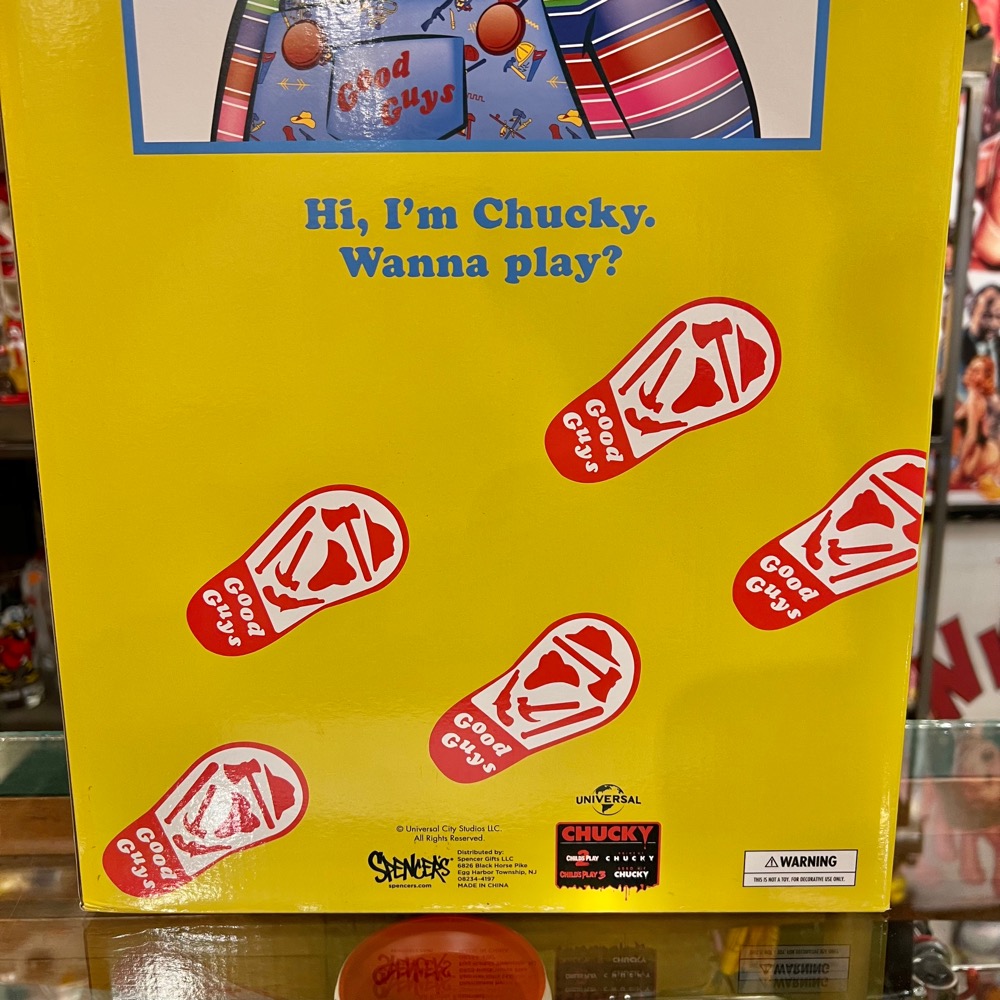 Good
Guys
Hi, I'm Chucky.
Wanna play?
Good
Guys
Good
Guys
Good
Guys
Good
Guys
Good
Guys
UNIVERSAL
© Universal City Studios LLC.
All Rights Reserved.
SPENCER'S
spencers.com
Distributed by:
Spencer Gifts LLC
6826 Black Horse Pike
Egg Harbor Township, NJ
08234-4197
MADE IN CHINA
CHUCKY
CHILD'S PLAY 2
CHUCKY
CHILD'S PLAY 3
CHUCKY
WARNING
THIS IS NOT A TOY. FOR DECORATIVE USE ONLY.